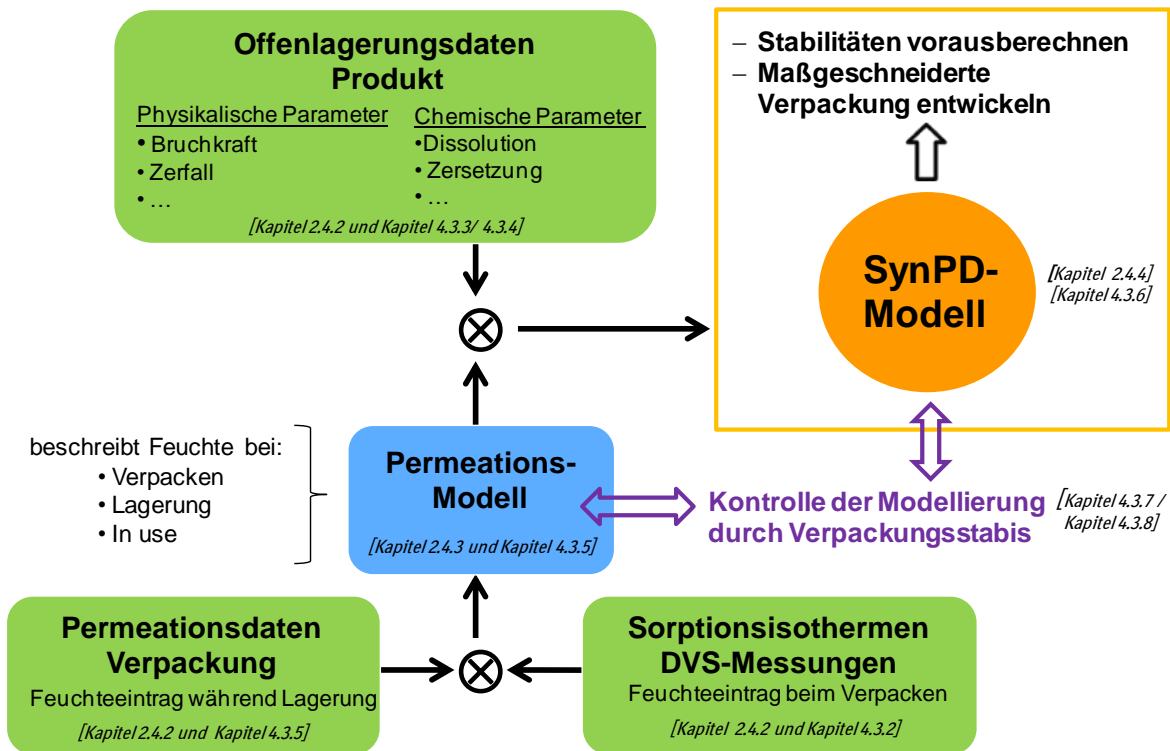 Offenlagerungsdaten
Produkt
Physikalische Parameter
• Bruchkraft
• Zerfall
• …
Chemische Parameter
•Dissolution
• Zersetzung
• …
[Kapitel 2.4.2 und Kapitel 4.3.3/ 4.3.4]
– Stabilitäten vorausberechnen
– Maßgeschneiderte
Verpackung entwickeln
SynPD-
Modell
[Kapitel 2.4.4]
[Kapitel 4.3.6]
beschreibt Feuchte bei:
• Verpacken
• Lagerung
• In use
Permeations-
Modell
[Kapitel 2.4.3 und Kapitel 4.3.5]
Kontrolle der Modellierung
durch Verpackungsstabis
[Kapitel 4.3.7 /
Kapitel 4.3.8]
Permeationsdaten
Verpackung
Feuchteeintrag während Lagerung
[Kapitel 2.4.2 und Kapitel 4.3.5]
Sorptionsisothermen
DVS-Messungen
Feuchteeintrag beim Verpacken
[Kapitel 2.4.2 und Kapitel 4.3.2]